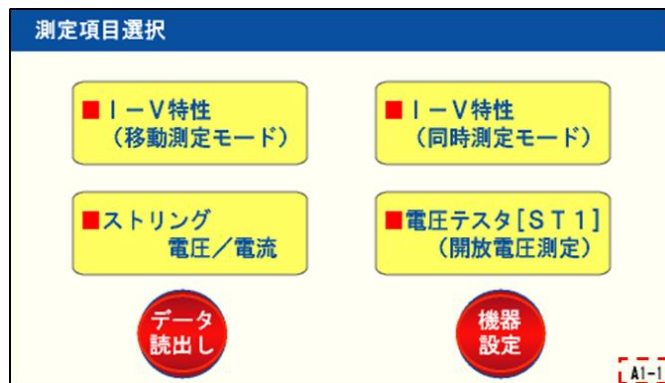 測定項目選択
■I－V特性
（移動測定モード）
■I－V特性
（同時測定モード）
■ストリング
電圧／電流
■電圧テスタ[ST1]
（開放電圧測定）
データ
読出し
機器
設定
A1-1